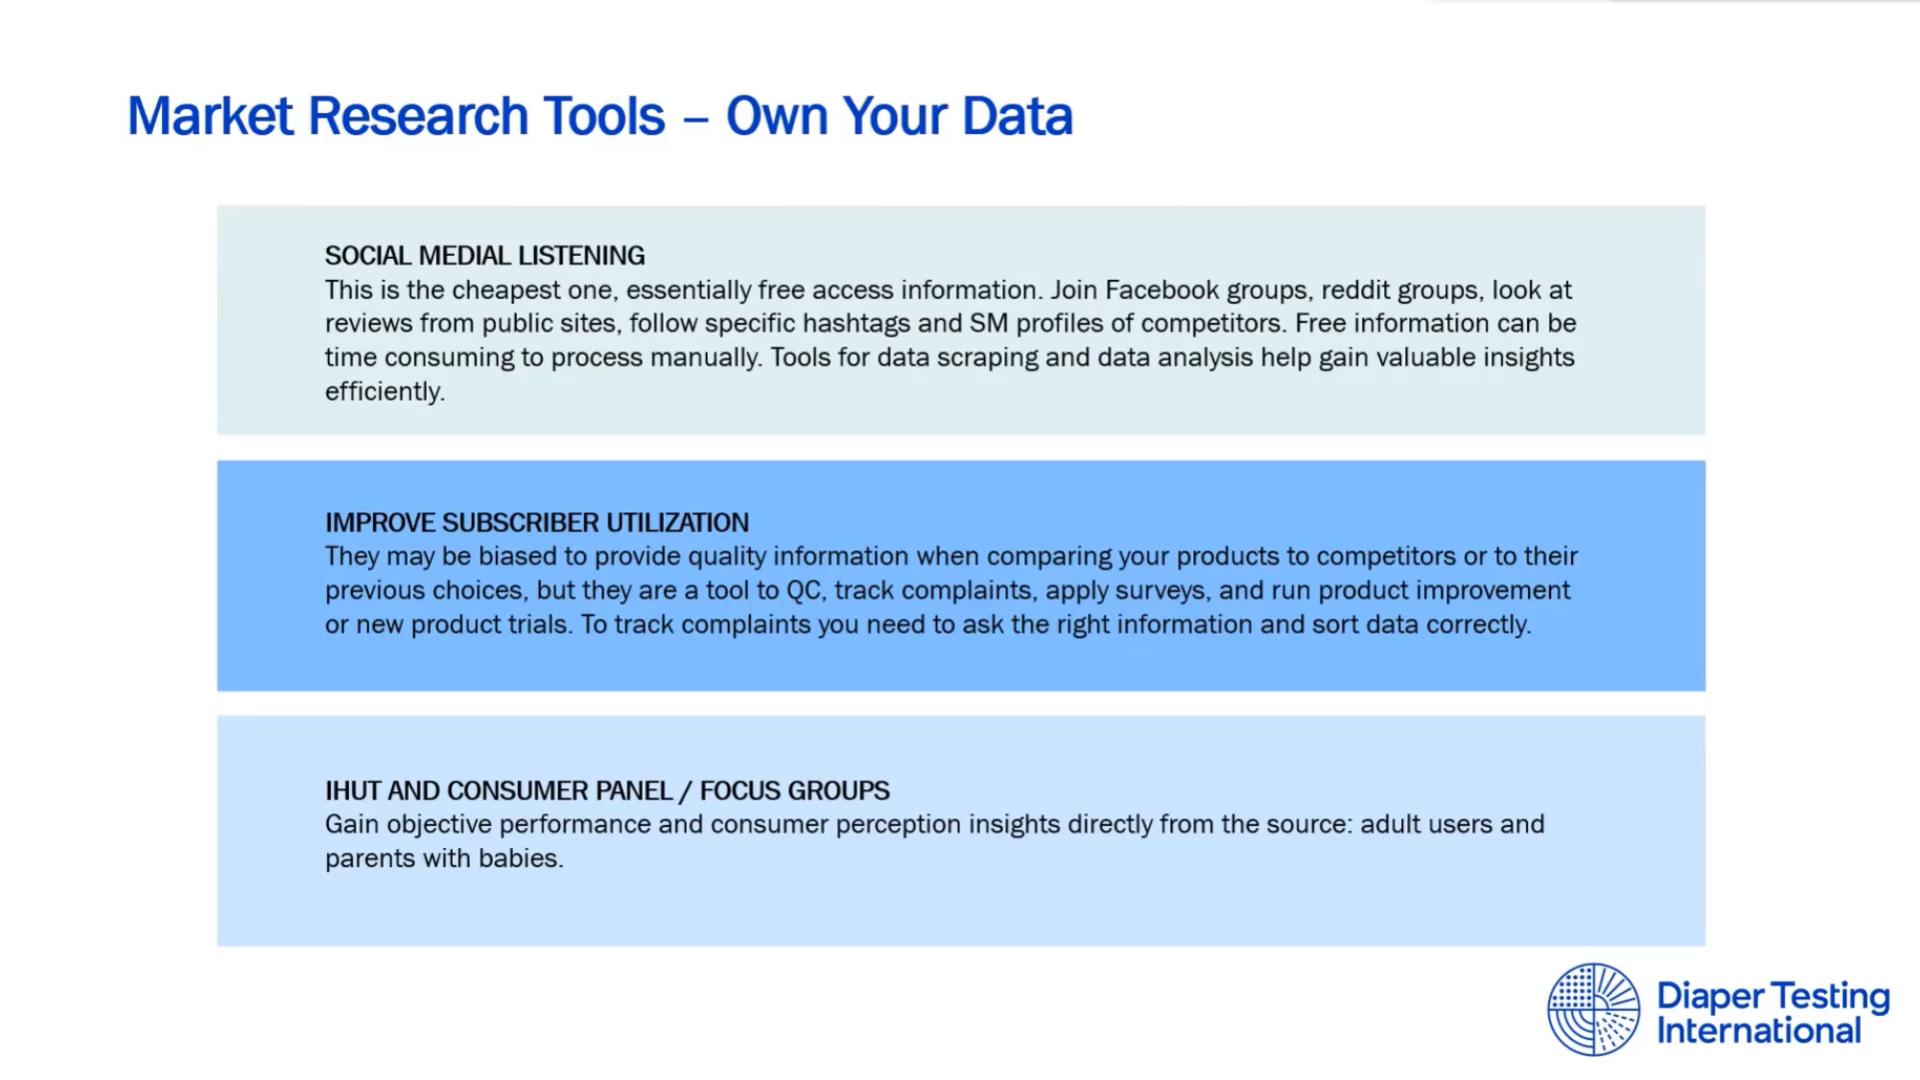 Market Research Tools – Own Your Data
SOCIAL MEDIAL LISTENING
This is the cheapest one, essentially free access information. Join Facebook groups, reddit groups, look at
reviews from public sites, follow specific hashtags and SM profiles of competitors. Free information can be
time consuming to process manually. Tools for data scraping and data analysis help gain valuable insights
efficiently.
IMPROVE SUBSCRIBER UTILIZATION
They may be biased to provide quality information when comparing your products to competitors or to their
previous choices, but they are a tool to QC, track complaints, apply surveys, and run product improvement
or new product trials. To track complaints you need to ask the right information and sort data correctly.
IHUT AND CONSUMER PANEL / FOCUS GROUPS
Gain objective performance and consumer perception insights directly from the source: adult users and
parents with babies.
Diaper Testing
International